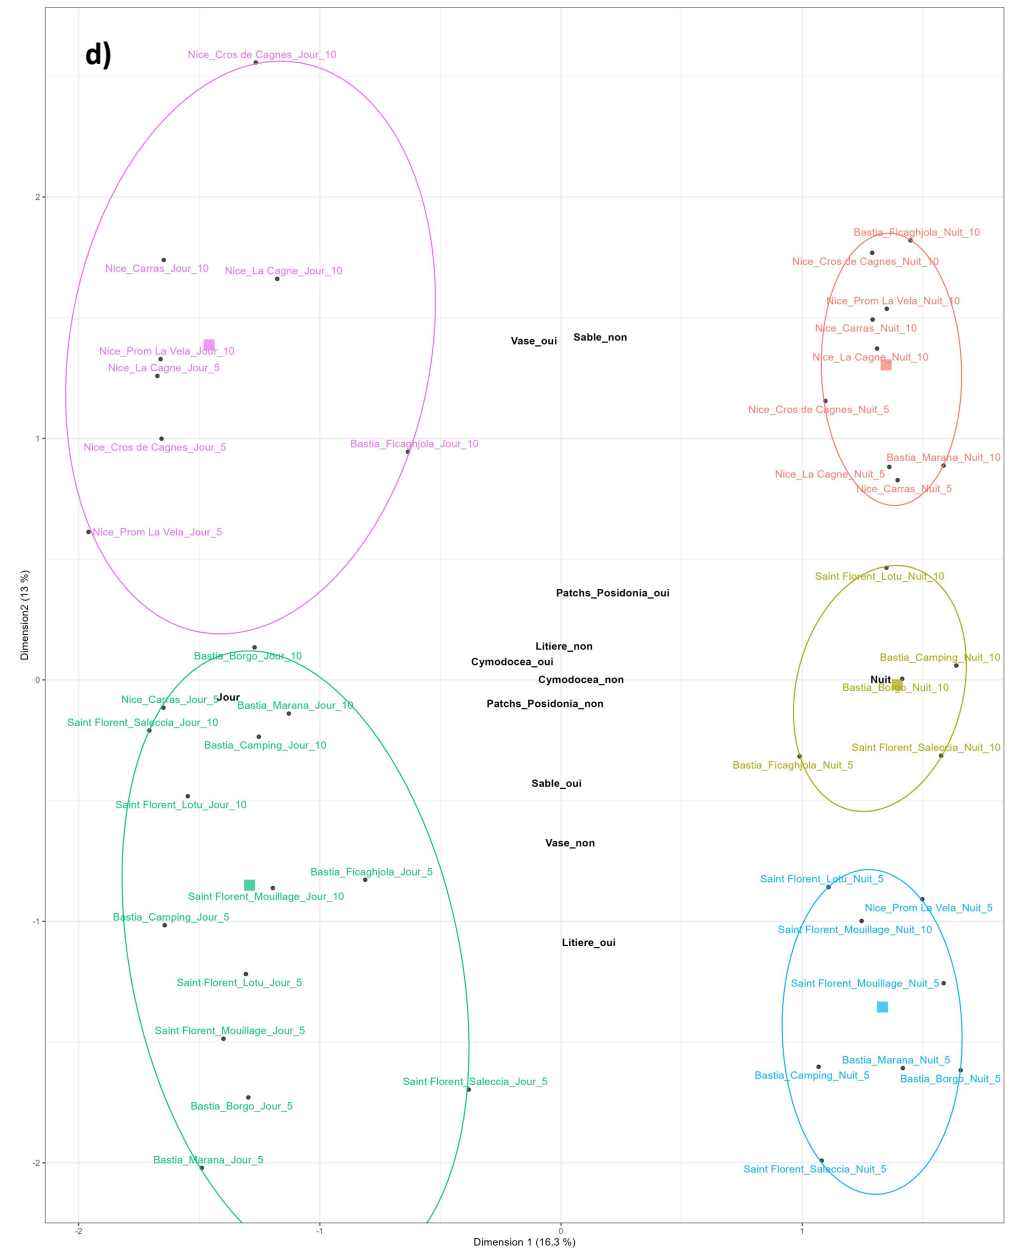 d)
Nice_Cros de Cagnes_Jour_10
2
Bastia_Ficaghjola_Nuit_10
Nice_Cros de Cagnes_Nuit_10
Nice_Carras_Jour_10
Nice_La Cagne_Jour_10
Nice_Prom La Vela_Nuit_10
Nice_Carras_Nuit_10
Vase_oui
Sable_non
Nice_Prom La Vela_Jour_10
Nice_La Cagne_Nuit_10
Nice_La Cagne_Jour_5
Nice_Cros de Cagnes_Nuit_5
1
Nice_Cros de Cagnes_Jour_5
Bastia_Ficaghjola_Jour_10
Bastia_Marana_Nuit_10
Nice_La Cagne_Nuit_5
Nice_Carras_Nuit_5
Nice_Prom La Vela_Jour_5
Saint Florent_Lotu_Nuit_10
Patchs_Posidonia_oui
Dimension2 (13 %)
Litiere_non
Bastia_Borgo_Jour_10
Cymodocea_oui
Bastia_Camping_Nuit_10
0
Cymodocea_non
Nuit
Bastia_Borgo_Nuit_10
Jour
Nice_Carras_Jour_5
Bastia_Marana_Jour_10
Patchs_Posidonia_non
Saint Florent_Saleccia_Jour_10
Bastia_Camping_Jour_10
Saint Florent_Saleccia_Nuit_10
Bastia_Ficaghjola_Nuit_5
Sable_oui
Saint Florent_Lotu_Jour_10
Vase_non
Bastia_Ficaghjola_Jour_5
Saint Florent_Lotu_Nuit_5
Saint Florent_Mouillage_Jour_10
Nice_Prom La Vela_Nuit_5
Bastia_Camping_Jour_5
-1
Saint Florent_Mouillage_Nuit_10
Litiere_oui
Saint Florent_Lotu_Jour_5
Saint Florent_Mouillage_Nuit_5
Saint Florent_Mouillage_Jour_5
Bastia_Marana_Nuit_5
Bastia_Camping_Nuit_5
Bastia_Borgo_Nuit_5
Saint Florent_Saleccia_Jour_5
Bastia_Borgo_Jour_5
Bastia_Marana_Jour_5
-2
Saint Florent_Saleccia_Nuit_5
-2
-1
0
1
Dimension 1 (16.3 %)